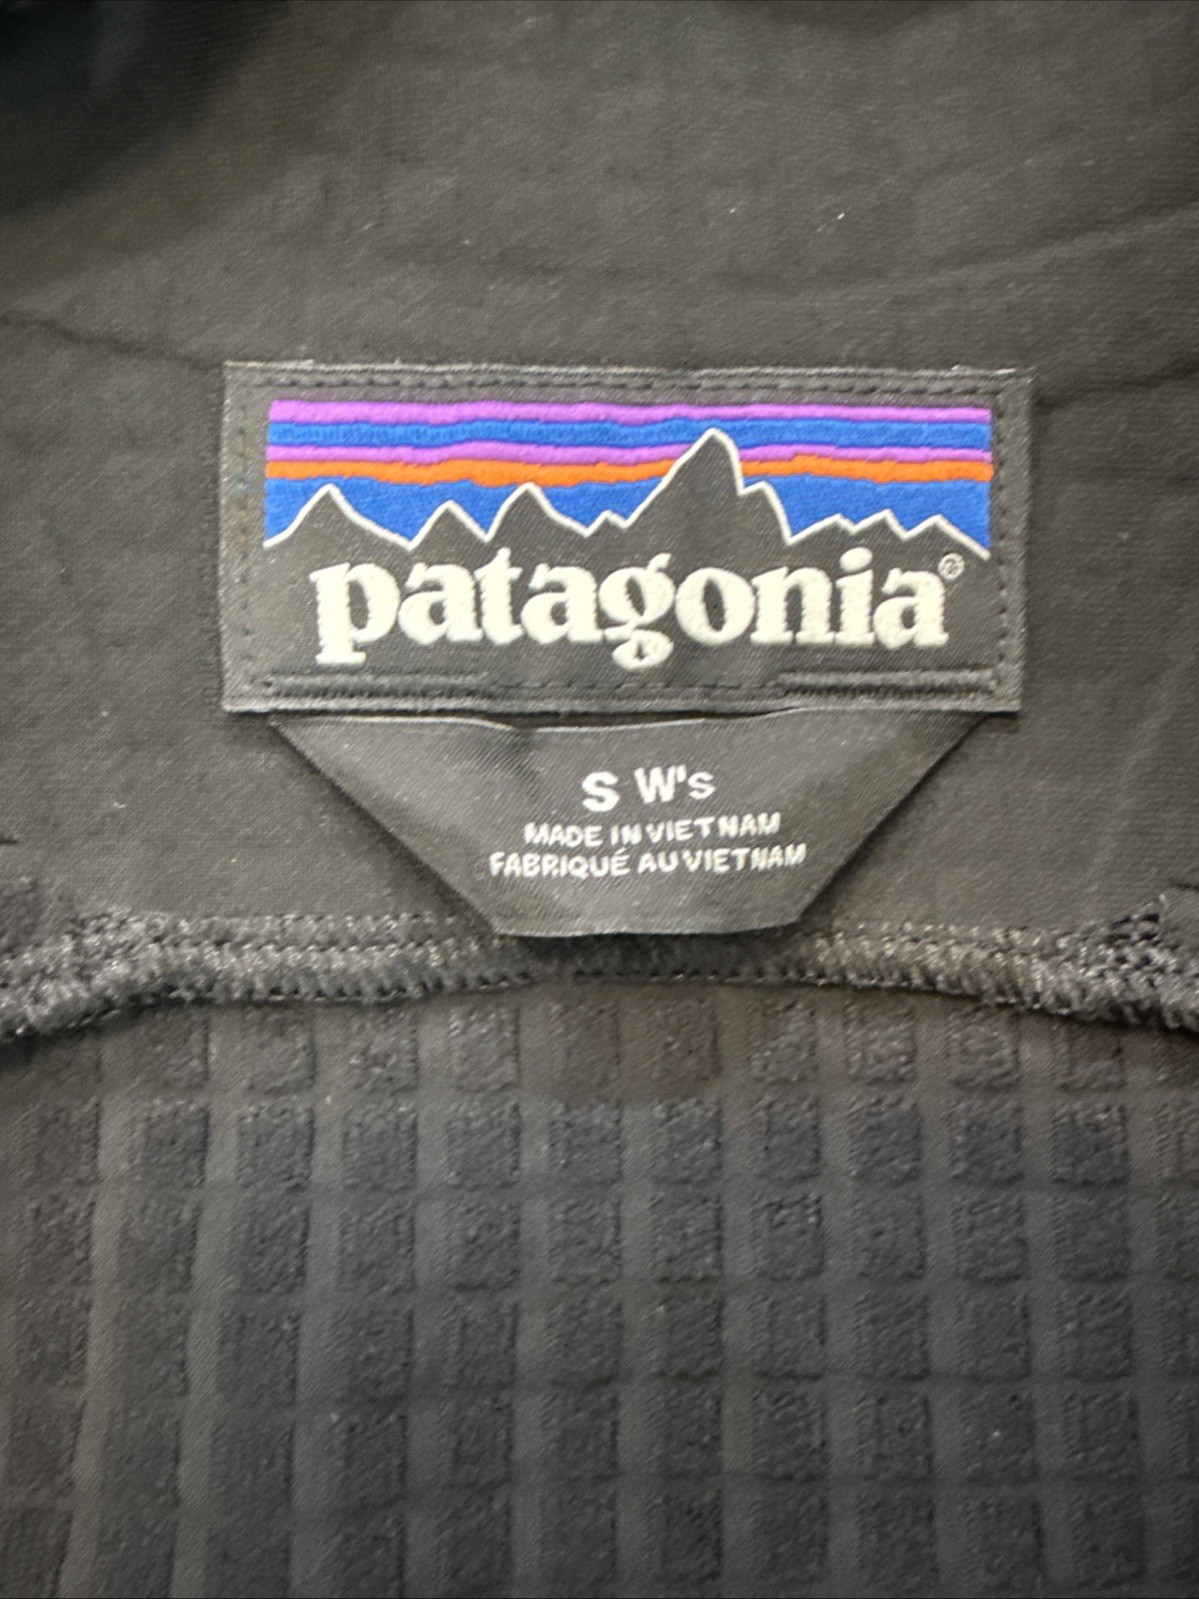 patagonia®
S W's
MADE IN VIETNAM
FABRIQUÉ AU VIETNAM